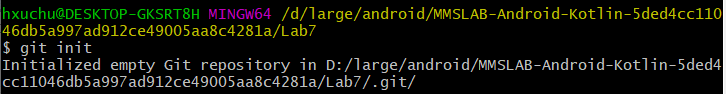 hxuchu@DESKTOP-GKSRT8H MINGW64 /d/large/android/MMSLAB-Android-Kotlin-5ded4cc110
46db5a997ad912ce49005aa8c4281a/Lab7
$ git init
Initialized empty Git repository in D:/large/android/MMSLAB-Android-Kotlin-5ded4
cc11046db5a997ad912ce49005aa8c4281a/Lab7/.git/